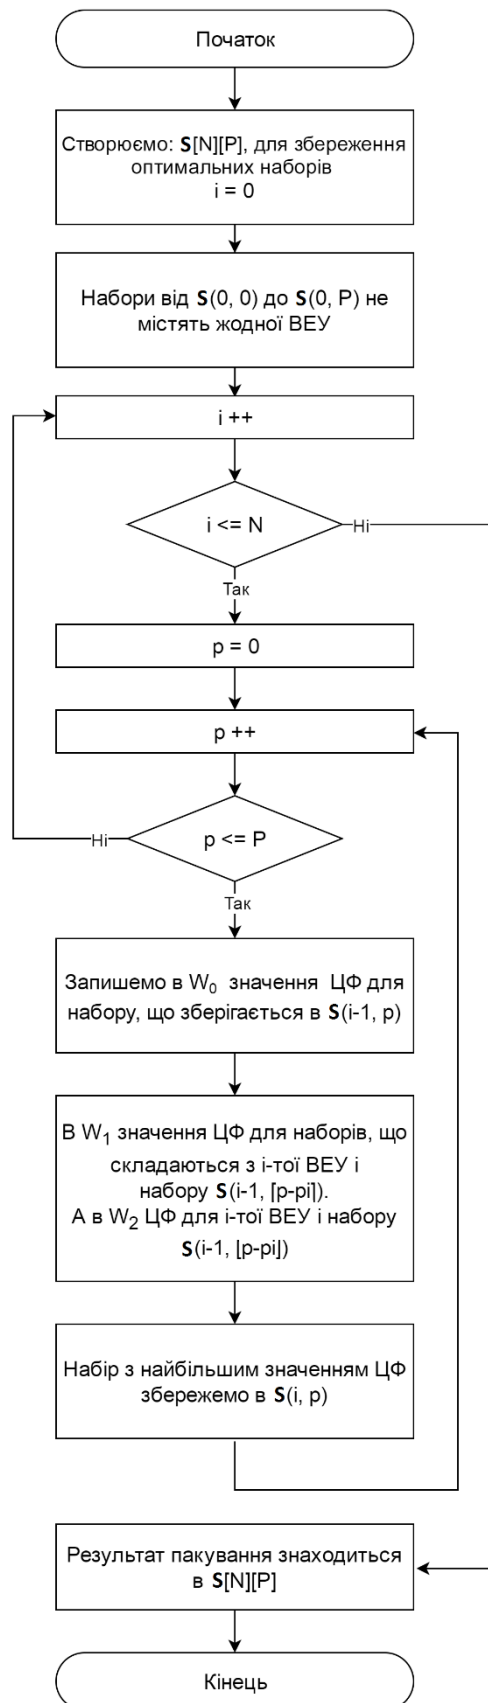 Початок
Створюємо: S[N][P], для збереження
оптимальних наборів
i = 0
Набори від S(0, 0) до S(0, P) не
містять жодної ВЕУ
i ++
i <= N
Ні
Так
p = 0
p ++
Ні
p <= P
Так
Запишемо в W₀ значення ЦФ для
набору, що зберігається в S(i-1, p)
В W₁ значення ЦФ для наборів, що
складаються з i-тої ВЕУ і
набору S(i-1, ⌈p-pi⌉).
А в W₂ ЦФ для i-тої ВЕУ і набору
S(i-1, ⌊p-pi⌋)
Набір з найбільшим значенням ЦФ
збережемо в S(i, p)
Результат пакування знаходиться
в S[N][P]
Кінець